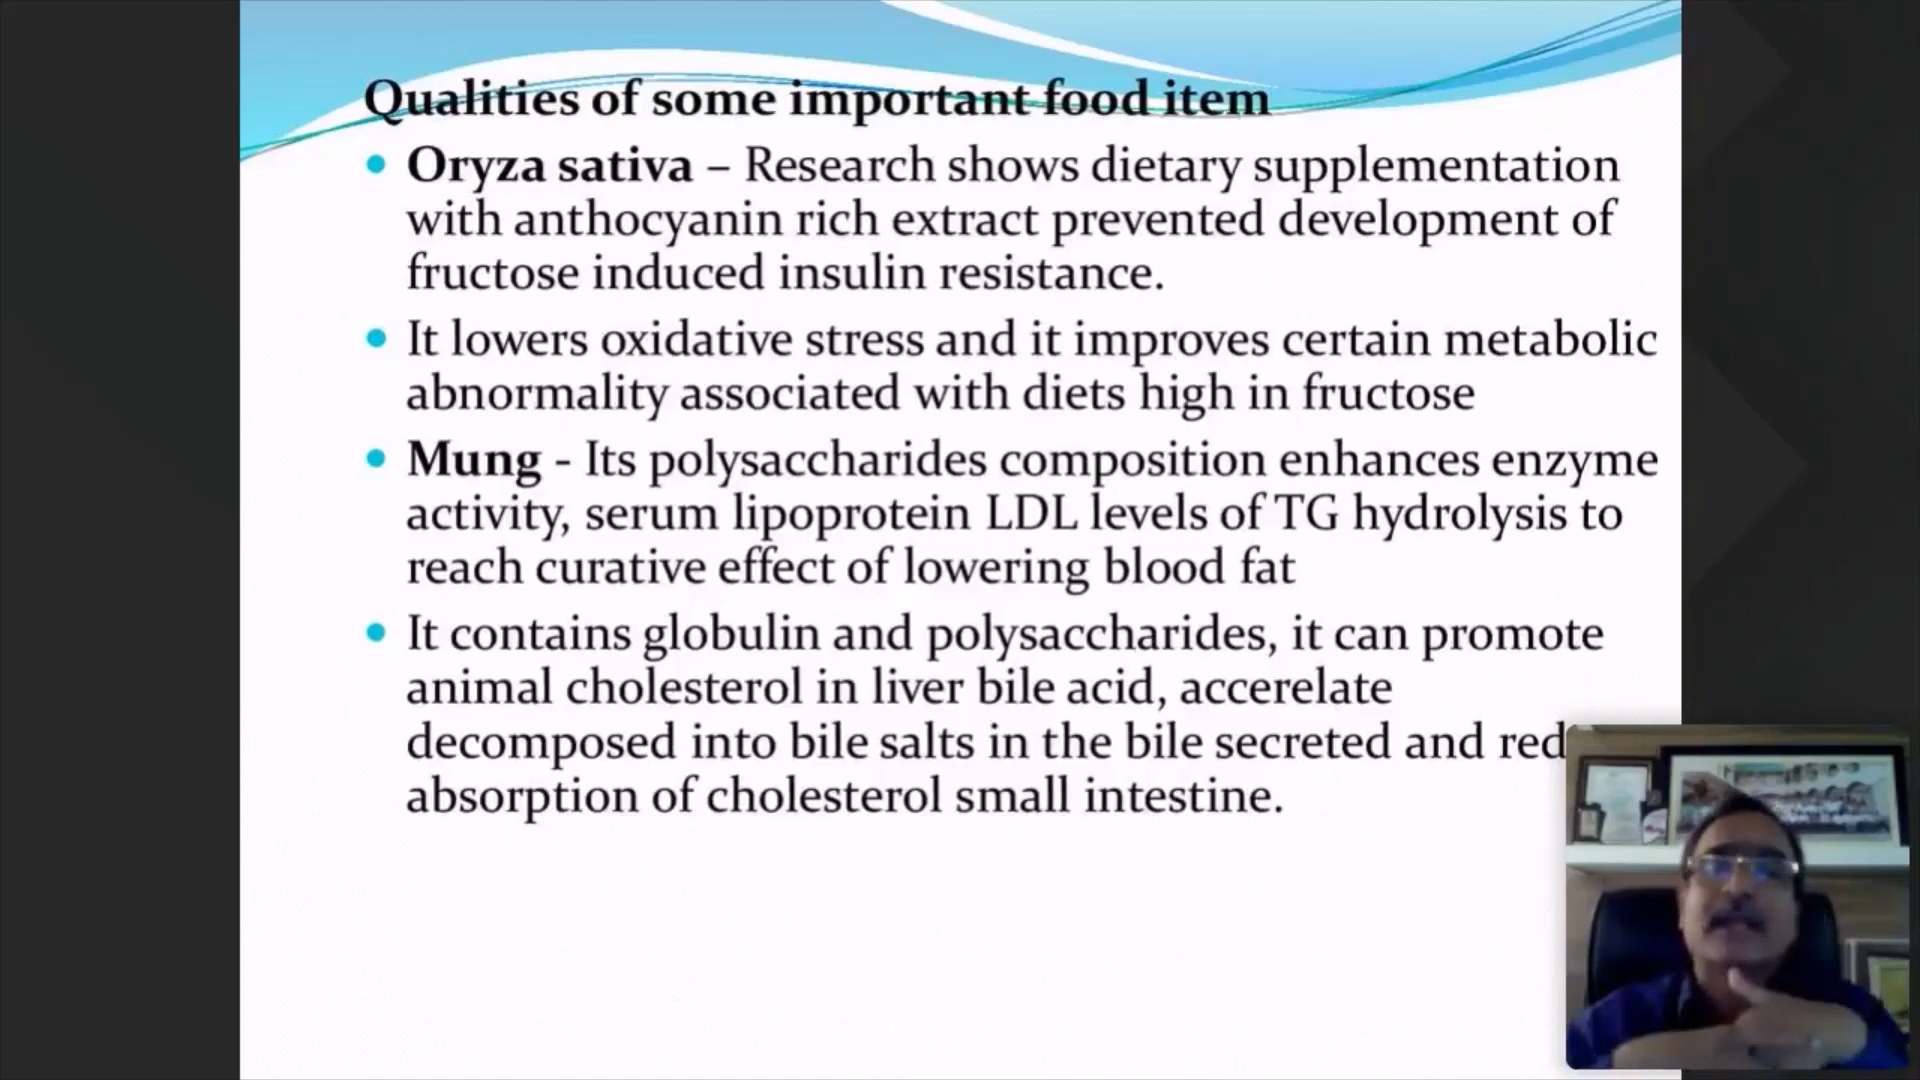 Qualities of some important food item
• Oryza sativa – Research shows dietary supplementation
with anthocyanin rich extract prevented development of
fructose induced insulin resistance.
• It lowers oxidative stress and it improves certain metabolic
abnormality associated with diets high in fructose
• Mung - Its polysaccharides composition enhances enzyme
activity, serum lipoprotein LDL levels of TG hydrolysis to
reach curative effect of lowering blood fat
• It contains globulin and polysaccharides, it can promote
animal cholesterol in liver bile acid, accerelate
decomposed into bile salts in the bile secreted and
absorption of cholesterol small intestine.